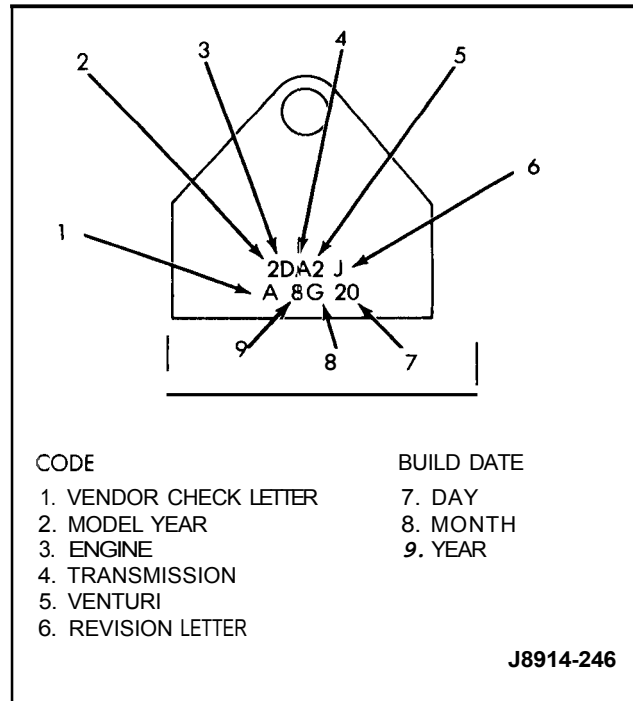 4
3
2
5
6
1
2DA2 J
A 8G 20
9
8
7
CODE
1. VENDOR CHECK LETTER
2. MODEL YEAR
3. ENGINE
4. TRANSMISSION
5. VENTURI
6. REVISION LETTER
BUILD DATE
7. DAY
8. MONTH
9. YEAR
J8914-246